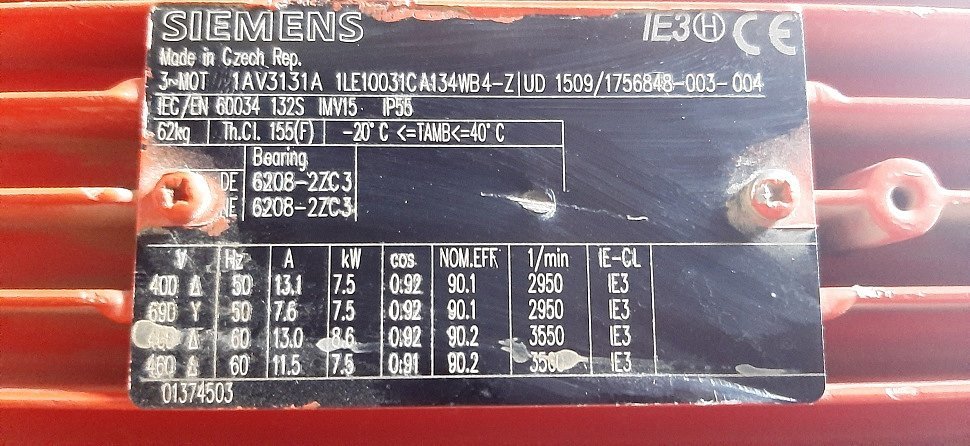 SIEMENS IE3 H CE
Made in Czech Rep.
3~MOT 1AV3131A 1LE10031CA134WB4-Z UD 1509/1756848-003-004
IEC/EN 60034 132S IMV15 IP55
62kg Th.Cl. 155(F) -20°C <=TAMB<=40°C
Bearing
DE 6208-2ZC3
NE 6208-2ZC3
V Hz A kW cos NOM.EFF 1/min IE-CL
400 Δ 50 13.1 7.5 0.92 90.1 2950 IE3
690 Y 50 7.6 7.5 0.92 90.1 2950 IE3
460 Δ 60 13.0 8.6 0.92 90.2 3550 IE3
460 Δ 60 11.5 7.5 0.91 90.2 3560 IE3
01374503